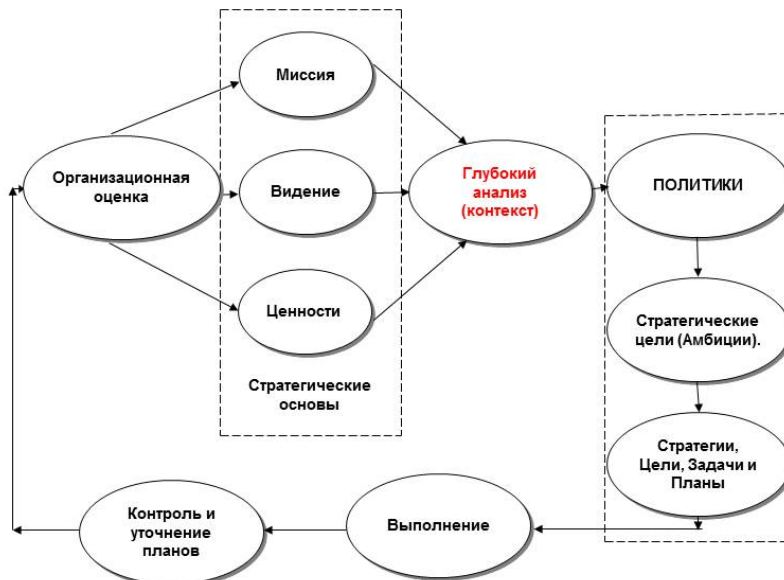 Миссия
Организационная
оценка
Видение
Ценности
Стратегические
основы
Глубокий
анализ
(контекст)
ПОЛИТИКИ
Стратегические
цели (Амбиции).
Стратегии,
Цели, Задачи и
Планы
Выполнение
Контроль и
уточнение
планов